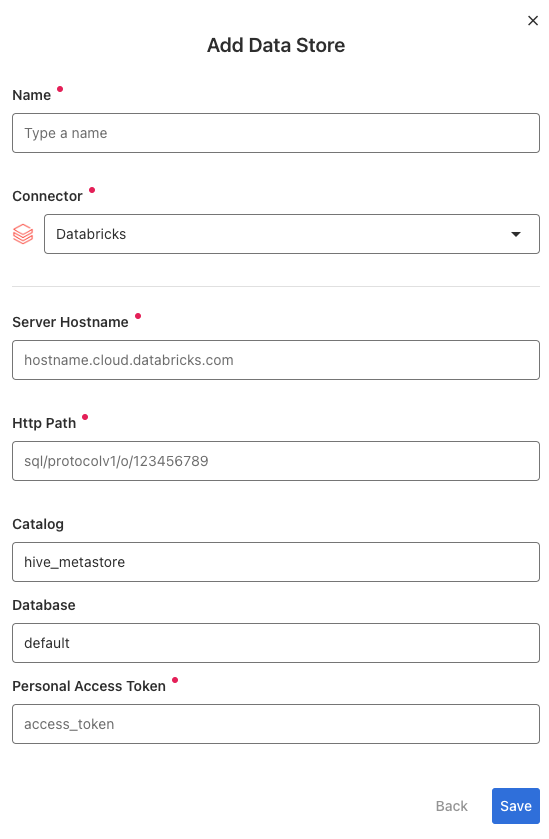 Add Data Store
Name
Type a name
Connector
Databricks
Server Hostname
hostname.cloud.databricks.com
Http Path
sql/protocolv1/o/123456789
Catalog
hive_metastore
Database
default
Personal Access Token
access_token
Back Save